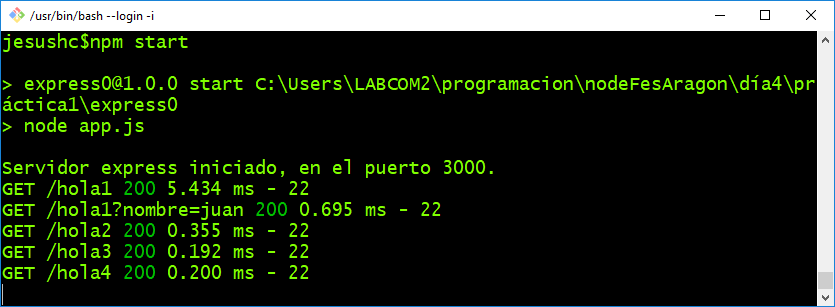 /usr/bin/bash --login -i
jesushc$npm start
> express0@1.0.0 start C:\Users\LABCOM2\programacion\nodeFesAragon\día4\pr
áctica1\express0
> node app.js
Servidor express iniciado, en el puerto 3000.
GET /hola1 200 5.434 ms - 22
GET /hola1?nombre=juan 200 0.695 ms - 22
GET /hola2 200 0.355 ms - 22
GET /hola3 200 0.192 ms - 22
GET /hola4 200 0.200 ms - 22